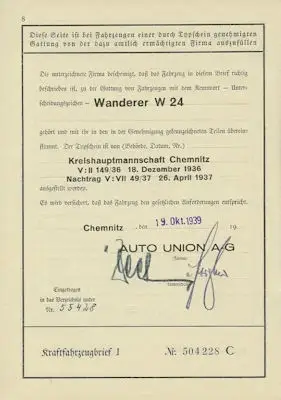 8
Diese Seite ist bei Fahrzeugen einer durch Typschein genehmigten
Gattung von der dazu amtlich ermächtigten Firma auszufüllen
Die unterzeichnete Firma bescheinigt, daß das Fahrzeug in diesem Brief richtig
beschrieben ist, zu der Gattung von Fahrzeugen mit dem Kennwort – Unter-
scheidungszeichen – Wanderer W 24
gehört und mit ihr in den in der Genehmigung gekennzeichneten Teilen überein-
stimmt. Der Typschein ist von (Behörde, Datum, Nr.)
Kreishauptmannschaft Chemnitz
V: II 149/36 18. Dezember 1936
Nachtrag V: VII 49/37 26. April 1937
ausgestellt worden.
Es wird versichert, daß das Fahrzeug den gesetzlichen Anforderungen entspricht.
Chemnitz, den 19. Okt. 1939 19
AUTO UNION A-G
(Firma)
Eingetragen
in das Verzeichnis unter
Nr. 55428
Kraftfahrzeugbrief I № 504228 C